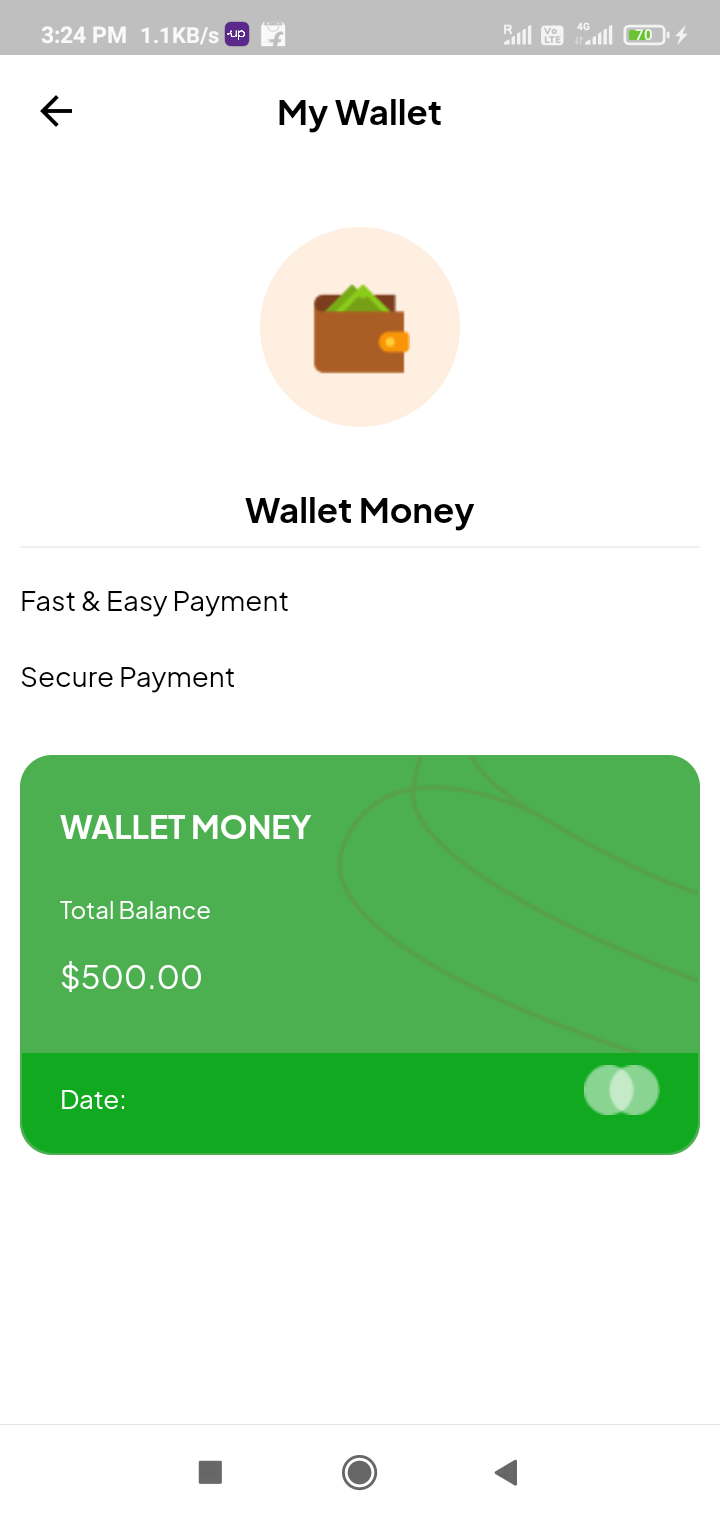 3:24 PM 1.1KB/s up R Vo LTE 4G 70
My Wallet
Wallet Money
Fast & Easy Payment
Secure Payment
WALLET MONEY
Total Balance
$500.00
Date: